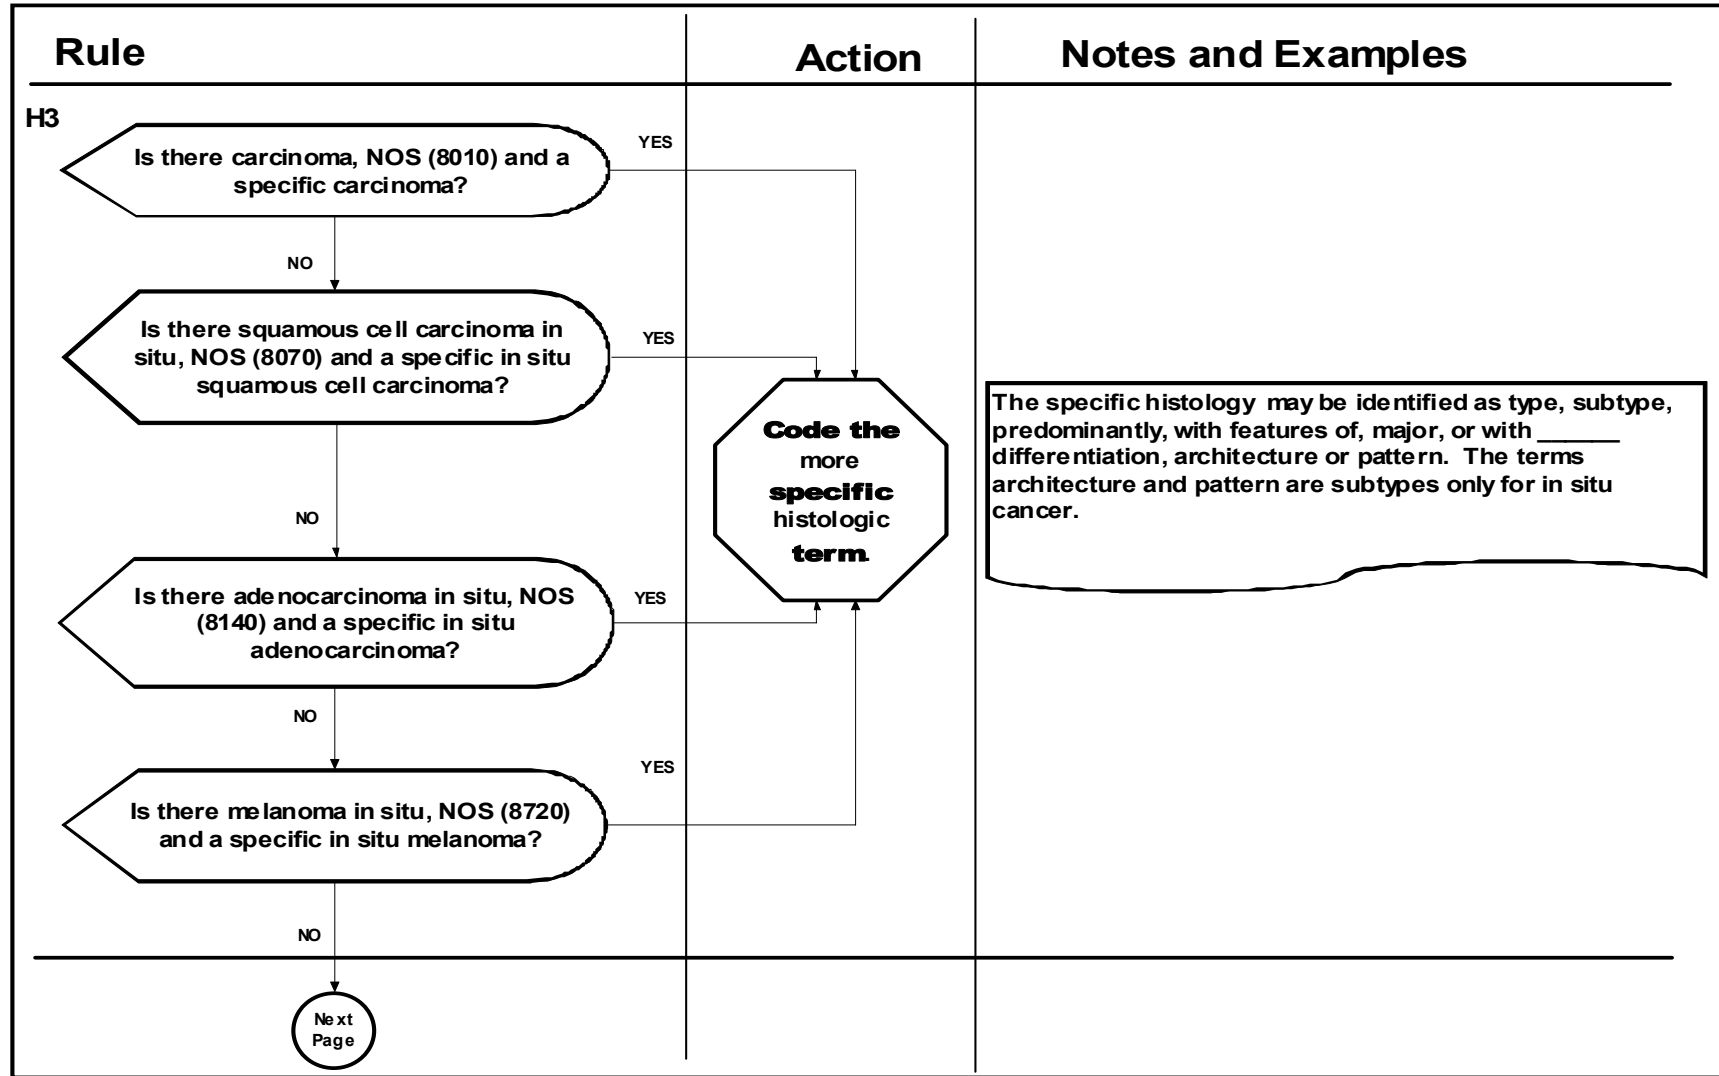 Rule
Action
Notes and Examples
H3
Is there carcinoma, NOS (8010) and a
specific carcinoma?
YES
NO
Is there squamous cell carcinoma in
situ, NOS (8070) and a specific in situ
squamous cell carcinoma?
YES
NO
Is there adenocarcinoma in situ, NOS
(8140) and a specific in situ
adenocarcinoma?
YES
NO
Is there melanoma in situ, NOS (8720)
and a specific in situ melanoma?
YES
NO
Next
Page
Code the
more
specific
histologic
term.
The specific histology may be identified as type, subtype,
predominantly, with features of, major, or with ______
differentiation, architecture or pattern. The terms
architecture and pattern are subtypes only for in situ
cancer.